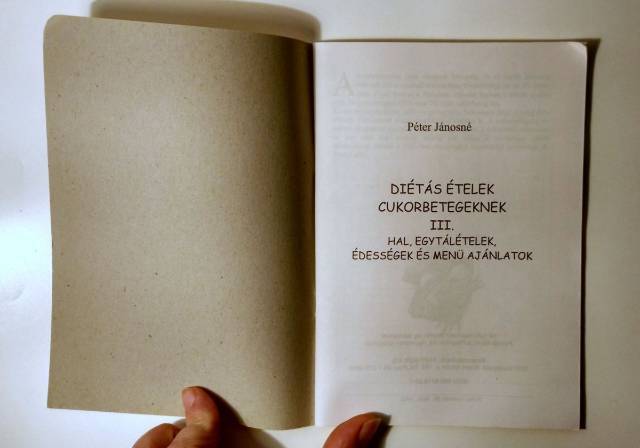 Péter Jánosné
DIÉTÁS ÉTELEK
CUKORBETEGEKNEK
III.
HAL, EGYTÁLÉTELEK,
ÉDESSÉGEK ÉS MENÜ AJÁNLATOK